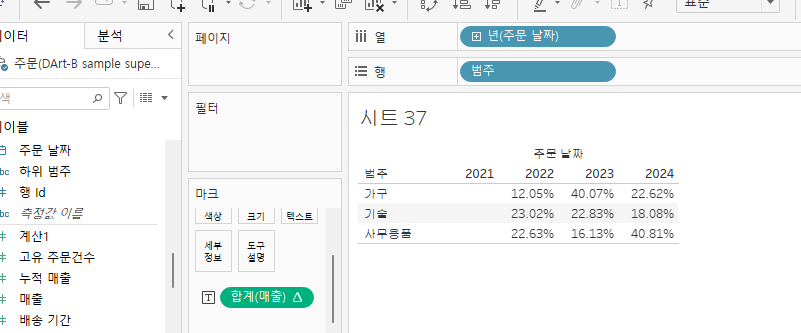 표준
이터 분석
주문(DArt-B sample supe...
색
이블
주문 날짜
abc 하위 범주
행 Id
abc 측정값 이름
계산1
고유 주문건수
누적 매출
매출
배송 기간
페이지
필터
마크
색상 크기 텍스트
세부 정보 도구 설명
T 합계(매출) Δ
열 년(주문 날짜)
행 범주
시트 37
주문 날짜
범주 2021 2022 2023 2024
가구 12.05% 40.07% 22.62%
기술 23.02% 22.83% 18.08%
사무용품 22.63% 16.13% 40.81%